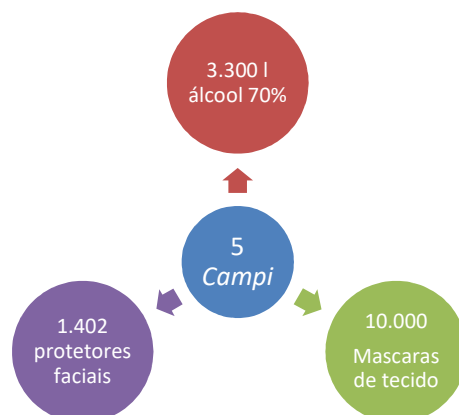 3.300 l
álcool 70%
5
Campi
1.402
protetores
faciais
10.000
Mascaras
de tecido